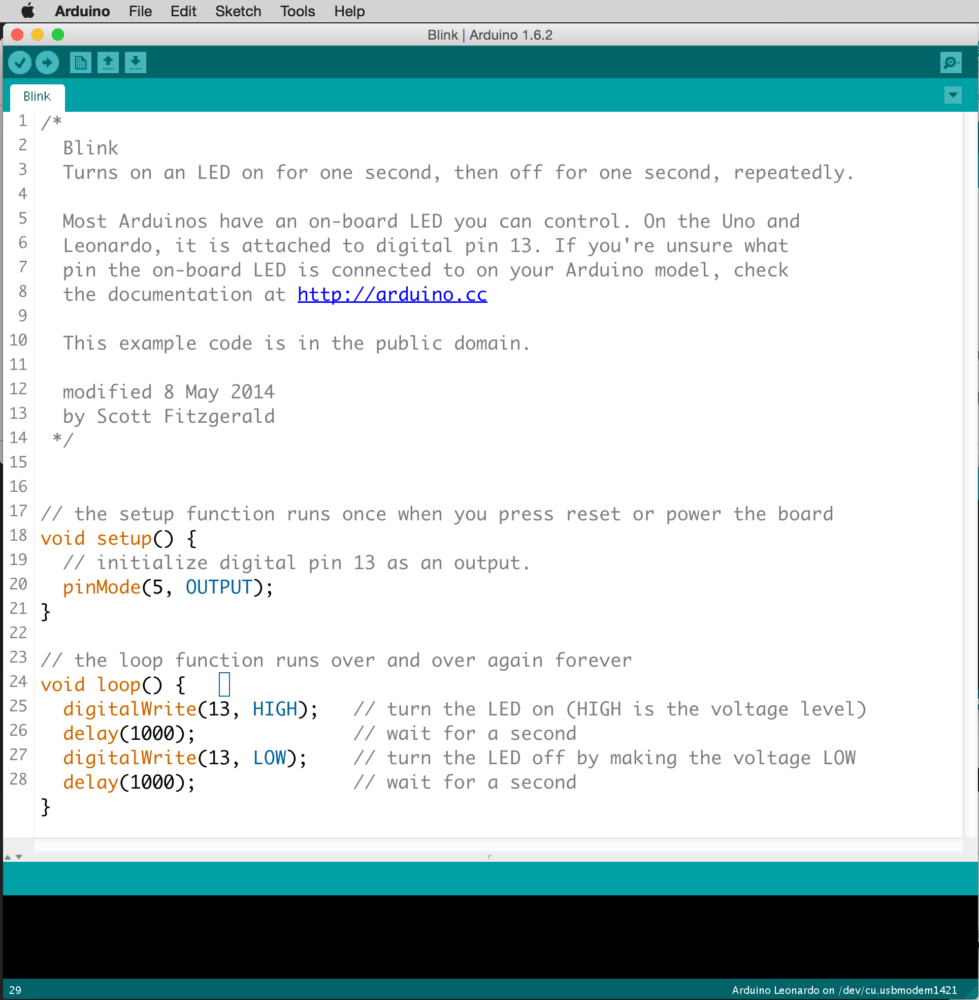 Arduino File Edit Sketch Tools Help
Blink | Arduino 1.6.2
Blink
1 /*
2 Blink
3 Turns on an LED on for one second, then off for one second, repeatedly.
4
5 Most Arduinos have an on-board LED you can control. On the Uno and
6 Leonardo, it is attached to digital pin 13. If you're unsure what
7 pin the on-board LED is connected to on your Arduino model, check
8 the documentation at http://arduino.cc
9
10 This example code is in the public domain.
11
12 modified 8 May 2014
13 by Scott Fitzgerald
14 */
15
16
17 // the setup function runs once when you press reset or power the board
18 void setup() {
19 // initialize digital pin 13 as an output.
20 pinMode(5, OUTPUT);
21 }
22
23 // the loop function runs over and over again forever
24 void loop() {
25 digitalWrite(13, HIGH); // turn the LED on (HIGH is the voltage level)
26 delay(1000); // wait for a second
27 digitalWrite(13, LOW); // turn the LED off by making the voltage LOW
28 delay(1000); // wait for a second
}
29 Arduino Leonardo on /dev/cu.usbmodem1421